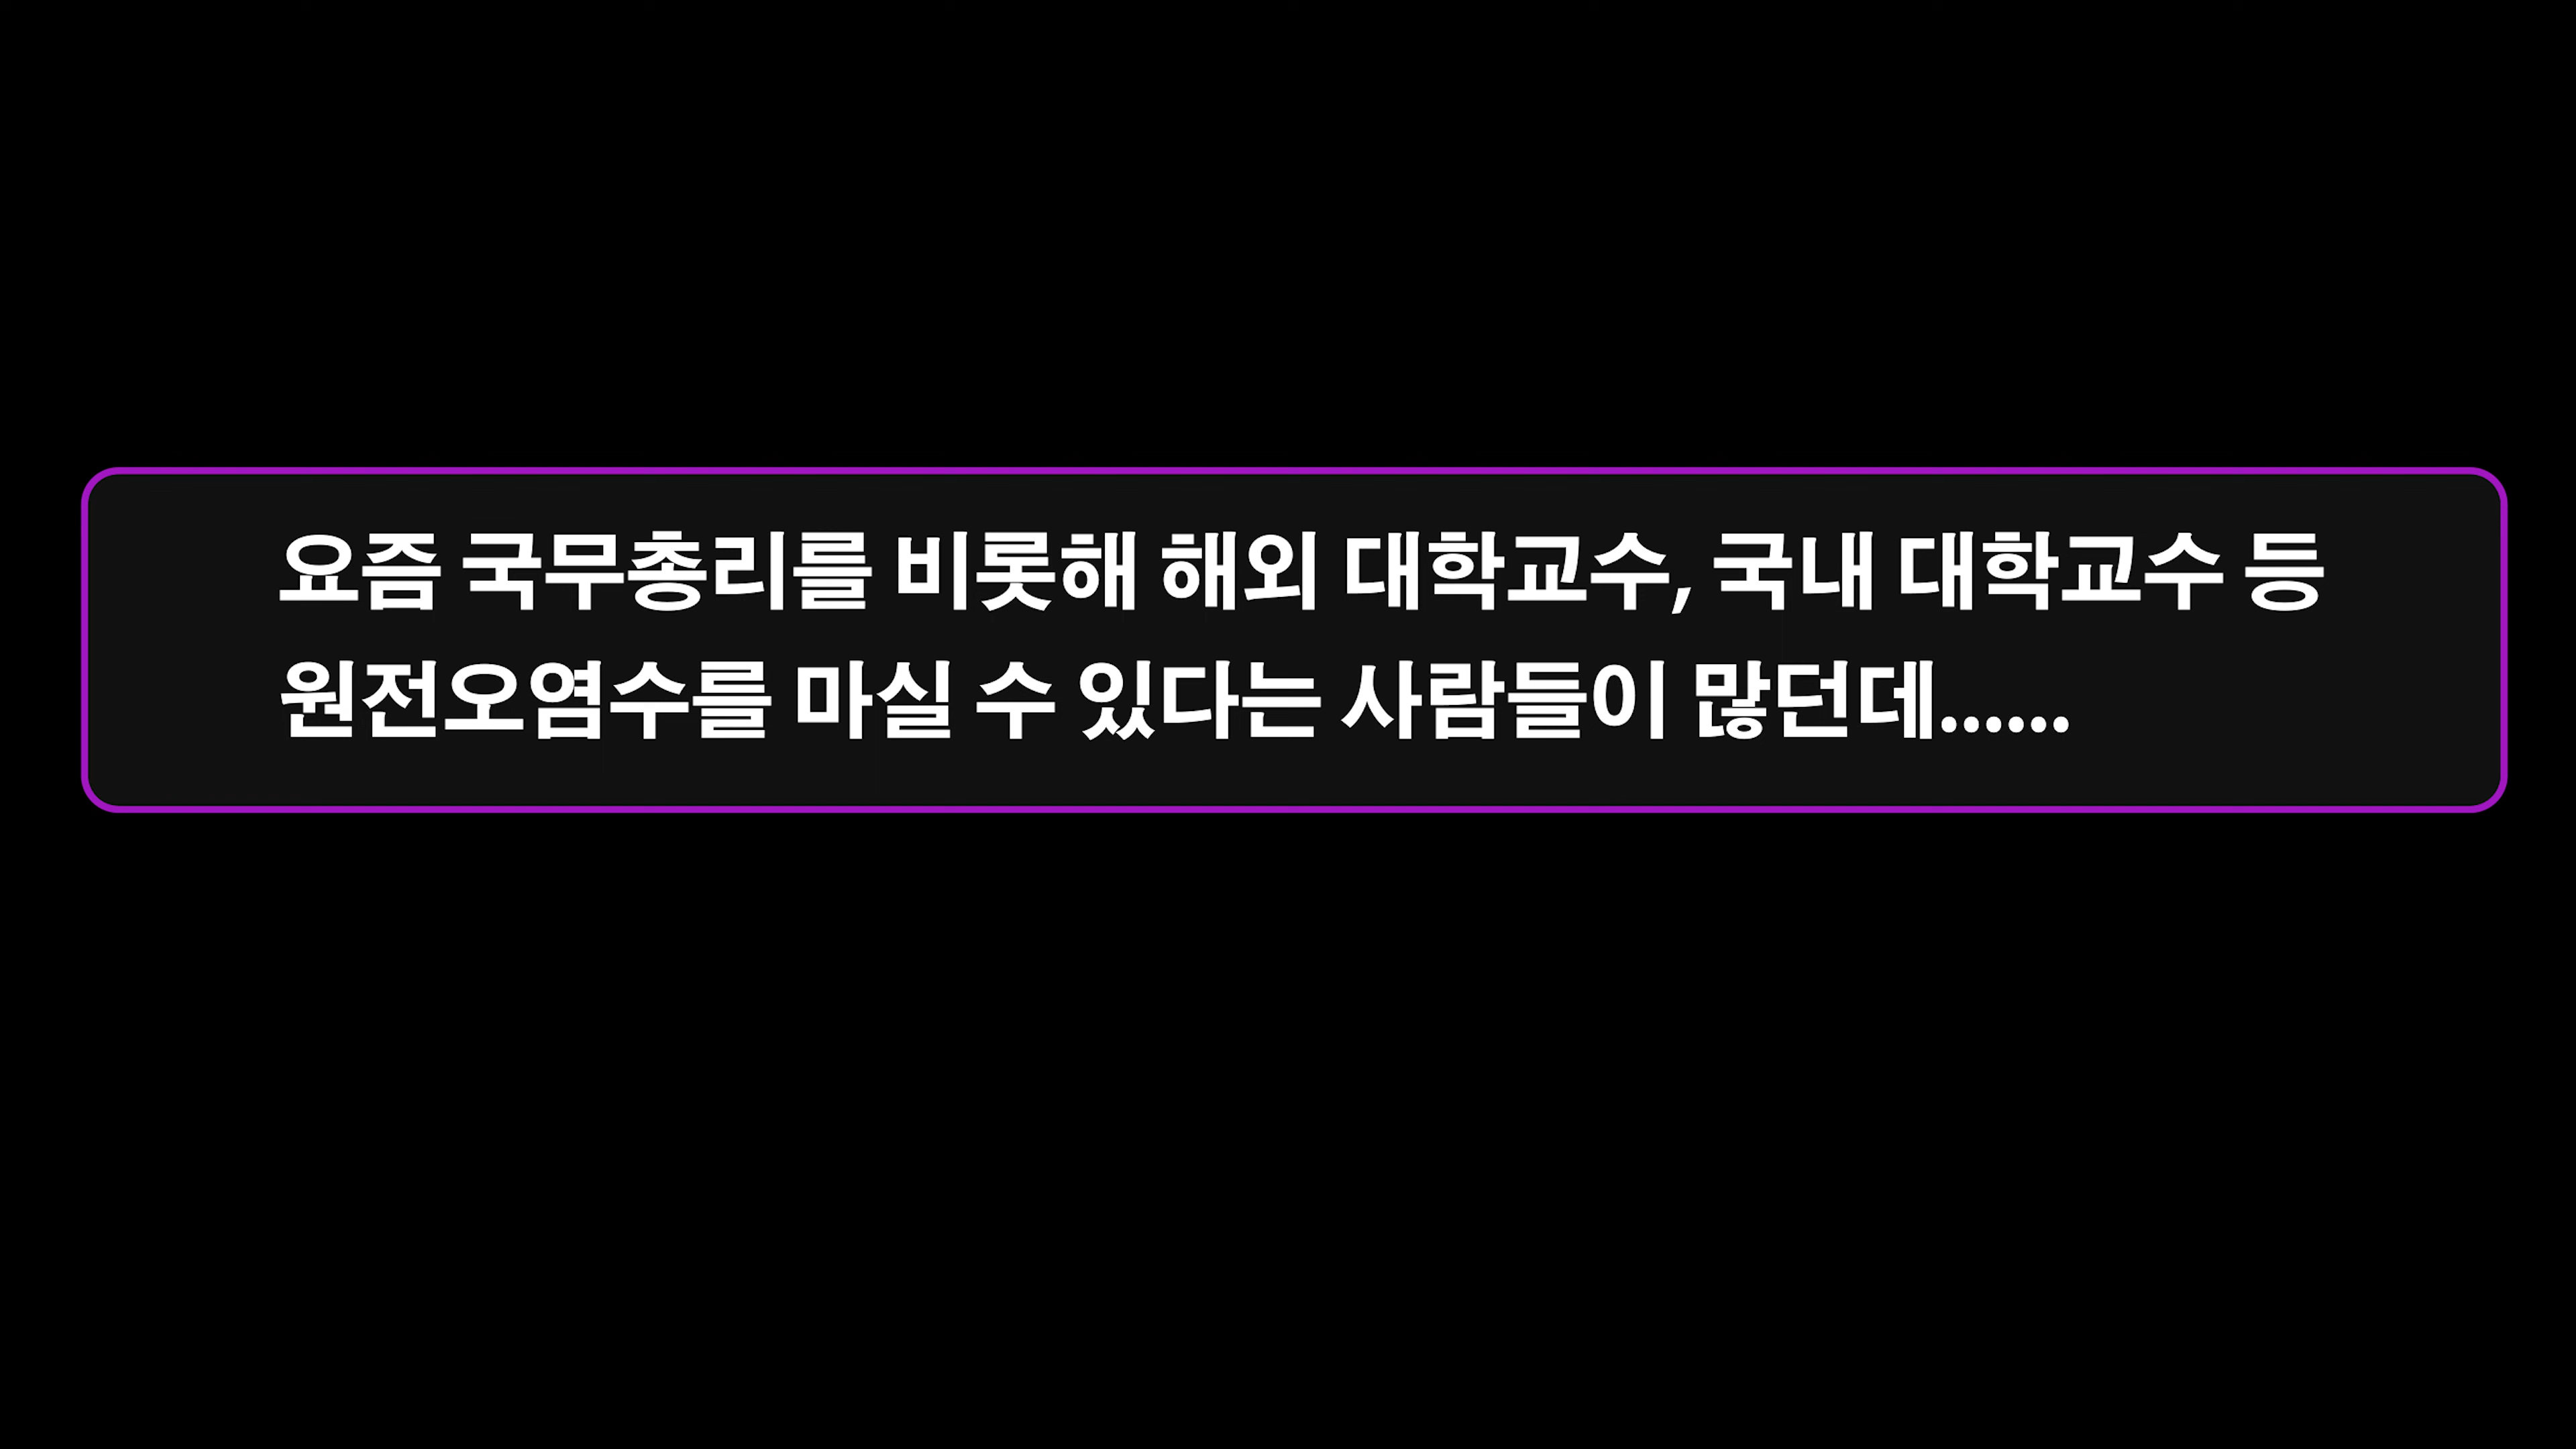 요즘 국무총리를 비롯해 해외 대학교수, 국내 대학교수 등
원전오염수를 마실 수 있다는 사람들이 많던데......